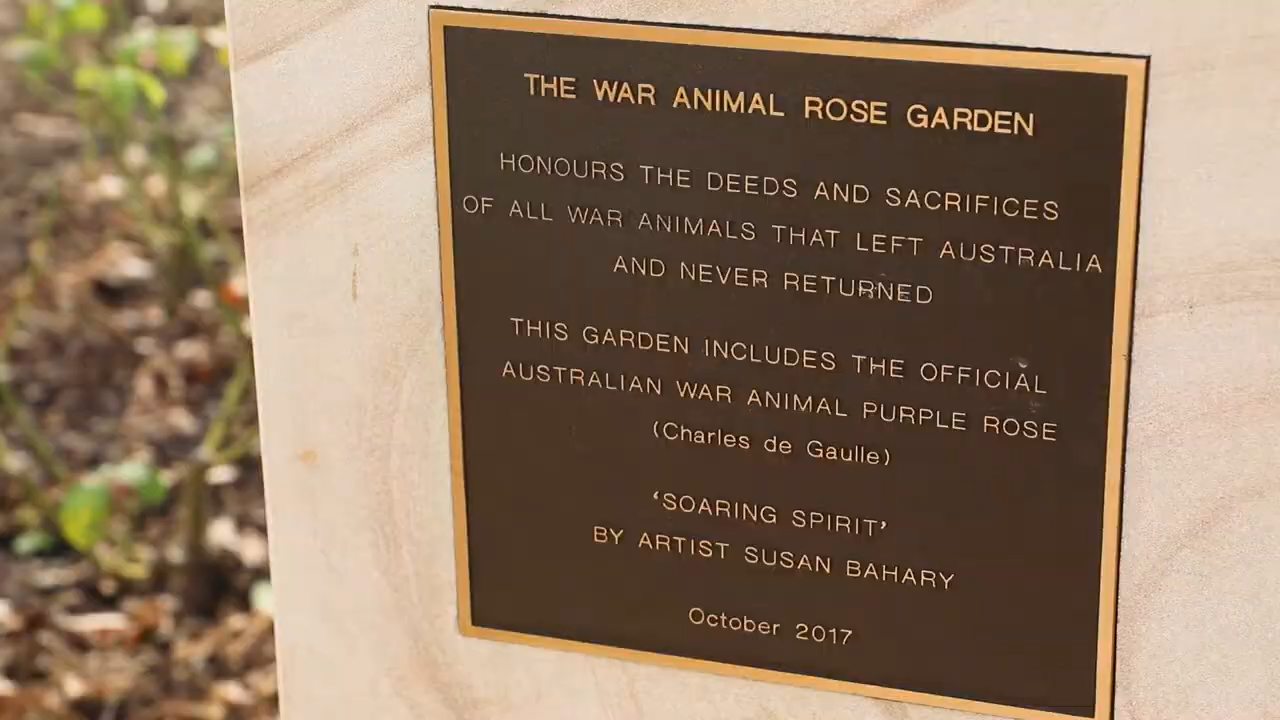 THE WAR ANIMAL ROSE GARDEN
HONOURS THE DEEDS AND SACRIFICES
OF ALL WAR ANIMALS THAT LEFT AUSTRALIA
AND NEVER RETURNED
THIS GARDEN INCLUDES THE OFFICIAL
AUSTRALIAN WAR ANIMAL PURPLE ROSE
(Charles de Gaulle)
‘SOARING SPIRIT’
BY ARTIST SUSAN BAHARY
October 2017